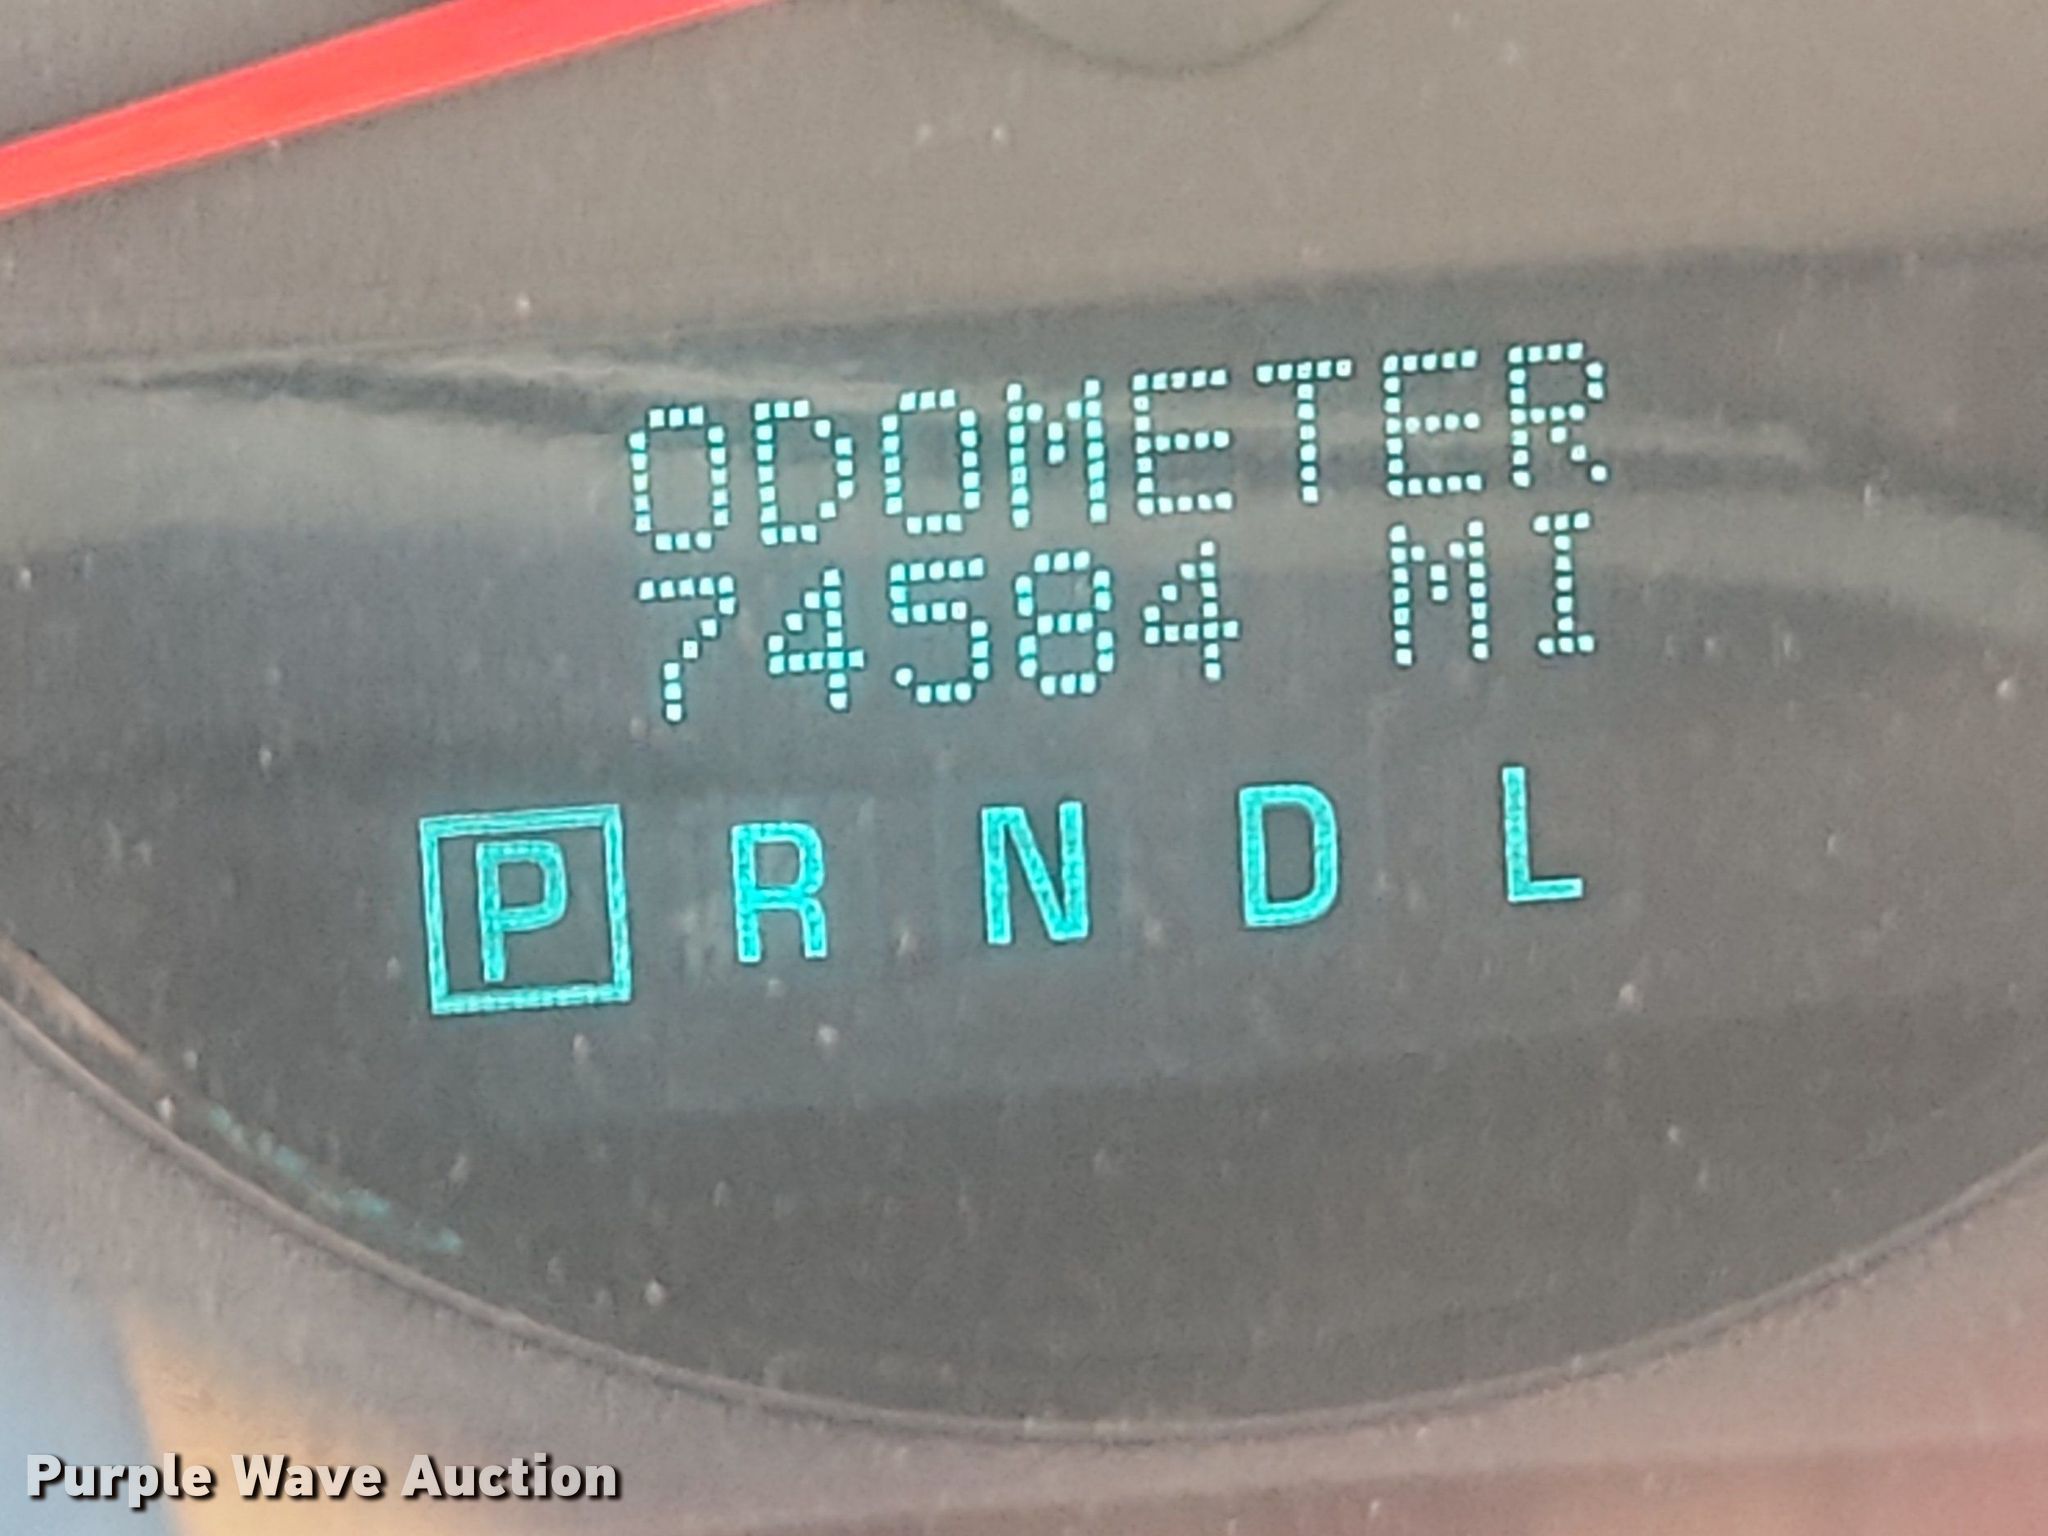 ODOMETER
74584 MI
P R N D L
Purple Wave Auction